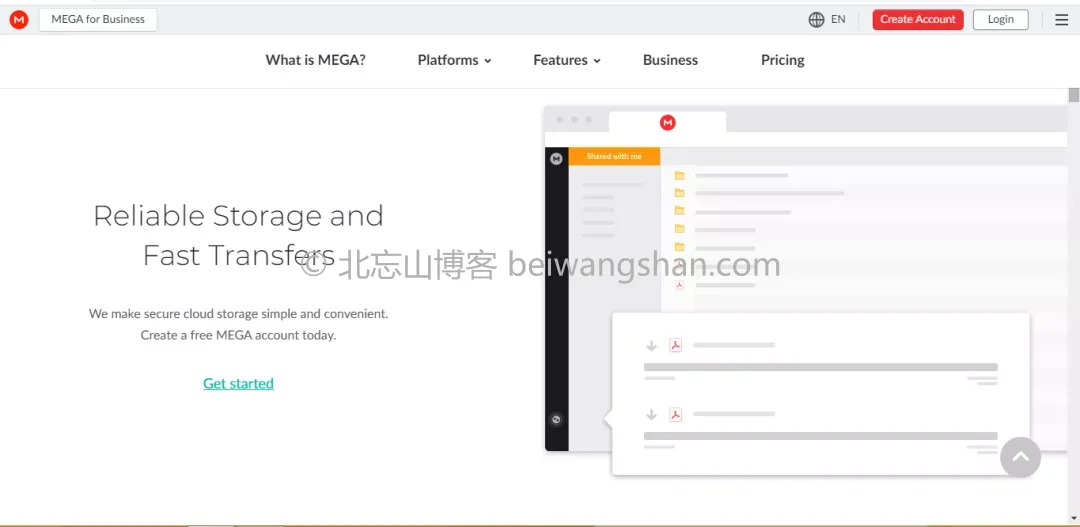 MEGA for Business
EN
Create Account
Login
What is MEGA?
Platforms
Features
Business
Pricing
Shared with me
Reliable Storage and
Fast Transfers
© 北忘山博客 beiwangshan.com
We make secure cloud storage simple and convenient.
Create a free MEGA account today.
Get started